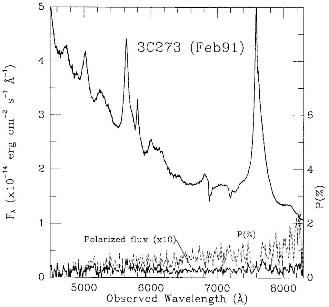 5
4
3
2
1
0
3C273 (Feb91)
6
4
2
0
P(%)
Polarized flux (x10)
P(%)
5000
6000
7000
8000
Observed Wavelength (Å)
F_λ (x10⁻¹⁴ erg cm⁻² s⁻¹ Å⁻¹)